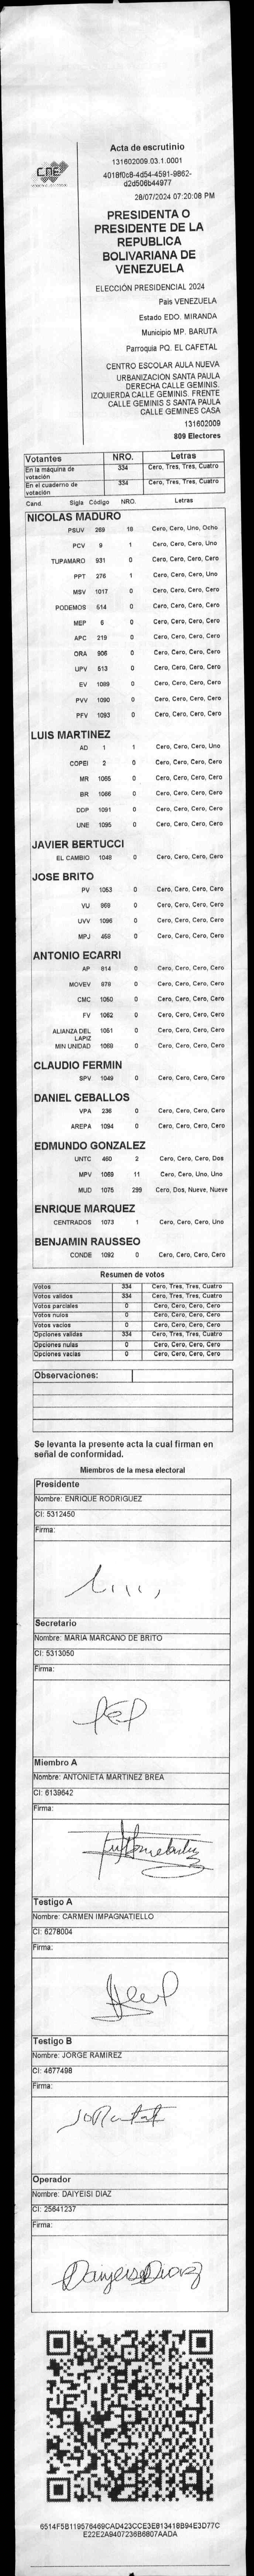 CNE
Acta de escrutinio
131602009.03.1.0001
4018f0c8-4d54-4591-9862-
d2d506b44977
28/07/2024 07:20:08 PM
PRESIDENTA O
PRESIDENTE DE LA
REPUBLICA
BOLIVARIANA DE
VENEZUELA
ELECCIÓN PRESIDENCIAL 2024
País VENEZUELA
Estado EDO. MIRANDA
Municipio MP. BARUTA
Parroquia PQ. EL CAFETAL
CENTRO ESCOLAR AULA NUEVA
URBANIZACION SANTA PAULA
DERECHA CALLE GEMINIS.
IZQUIERDA CALLE GEMINIS. FRENTE
CALLE GEMINIS S SANTA PAULA
CALLE GEMINES CASA
131602009
809 Electores
Votantes NRO. Letras
En la máquina de votación 334 Cero, Tres, Tres, Cuatro
En el cuaderno de votación 334 Cero, Tres, Tres, Cuatro
Cand. Sigla Código NRO. Letras
NICOLAS MADURO
PSUV 269 18 Cero, Cero, Uno, Ocho
PCV 9 1 Cero, Cero, Cero, Uno
TUPAMARO 931 0 Cero, Cero, Cero, Cero
PPT 276 1 Cero, Cero, Cero, Uno
MSV 1017 0 Cero, Cero, Cero, Cero
PODEMOS 514 0 Cero, Cero, Cero, Cero
MEP 6 0 Cero, Cero, Cero, Cero
APC 219 0 Cero, Cero, Cero, Cero
ORA 906 0 Cero, Cero, Cero, Cero
UPV 613 0 Cero, Cero, Cero, Cero
EV 1089 0 Cero, Cero, Cero, Cero
PVV 1090 0 Cero, Cero, Cero, Cero
PFV 1093 0 Cero, Cero, Cero, Cero
LUIS MARTINEZ
AD 1 1 Cero, Cero, Cero, Uno
COPEI 2 0 Cero, Cero, Cero, Cero
MR 1065 0 Cero, Cero, Cero, Cero
BR 1066 0 Cero, Cero, Cero, Cero
DDP 1091 0 Cero, Cero, Cero, Cero
UNE 1095 0 Cero, Cero, Cero, Cero
JAVIER BERTUCCI
EL CAMBIO 1048 0 Cero, Cero, Cero, Cero
JOSE BRITO
PV 1053 0 Cero, Cero, Cero, Cero
VU 868 0 Cero, Cero, Cero, Cero
UVV 1096 0 Cero, Cero, Cero, Cero
MPJ 459 0 Cero, Cero, Cero, Cero
ANTONIO ECARRI
AP 814 0 Cero, Cero, Cero, Cero
MOVEV 978 0 Cero, Cero, Cero, Cero
CMC 1050 0 Cero, Cero, Cero, Cero
FV 1062 0 Cero, Cero, Cero, Cero
ALIANZA DEL LAPIZ 1051 0 Cero, Cero, Cero, Cero
MIN UNIDAD 1068 0 Cero, Cero, Cero, Cero
CLAUDIO FERMIN
SPV 1049 0 Cero, Cero, Cero, Cero
DANIEL CEBALLOS
VPA 236 0 Cero, Cero, Cero, Cero
AREPA 1094 0 Cero, Cero, Cero, Cero
EDMUNDO GONZALEZ
UNTC 460 2 Cero, Cero, Cero, Dos
MPV 1069 11 Cero, Cero, Uno, Uno
MUD 1075 299 Cero, Dos, Nueve, Nueve
ENRIQUE MARQUEZ
CENTRADOS 1073 1 Cero, Cero, Cero, Uno
BENJAMIN RAUSSEO
CONDE 1092 0 Cero, Cero, Cero, Cero
Resumen de votos
Votos 334 Cero, Tres, Tres, Cuatro
Votos validos 334 Cero, Tres, Tres, Cuatro
Votos parciales 0 Cero, Cero, Cero, Cero
Votos nulos 0 Cero, Cero, Cero, Cero
Votos vacios 0 Cero, Cero, Cero, Cero
Opciones validas 334 Cero, Tres, Tres, Cuatro
Opciones nulas 0 Cero, Cero, Cero, Cero
Opciones vacias 0 Cero, Cero, Cero, Cero
Observaciones:
Se levanta la presente acta la cual firman en
señal de conformidad.
Miembros de la mesa electoral
Presidente
Nombre: ENRIQUE RODRIGUEZ
CI: 5312450
Firma:
Secretario
Nombre: MARIA MARCANO DE BRITO
CI: 5313050
Firma:
Miembro A
Nombre: ANTONIETA MARTINEZ BREA
CI: 6139642
Firma:
Testigo A
Nombre: CARMEN IMPAGNATIELLO
CI: 6278004
Firma:
Testigo B
Nombre: JORGE RAMIREZ
CI: 4677498
Firma:
Operador
Nombre: DAIYEISI DIAZ
CI: 25641237
Firma:
6514F5B119576469CAD423CCE3E813418B94E3D77C
E22E2A9407236B6807AADA